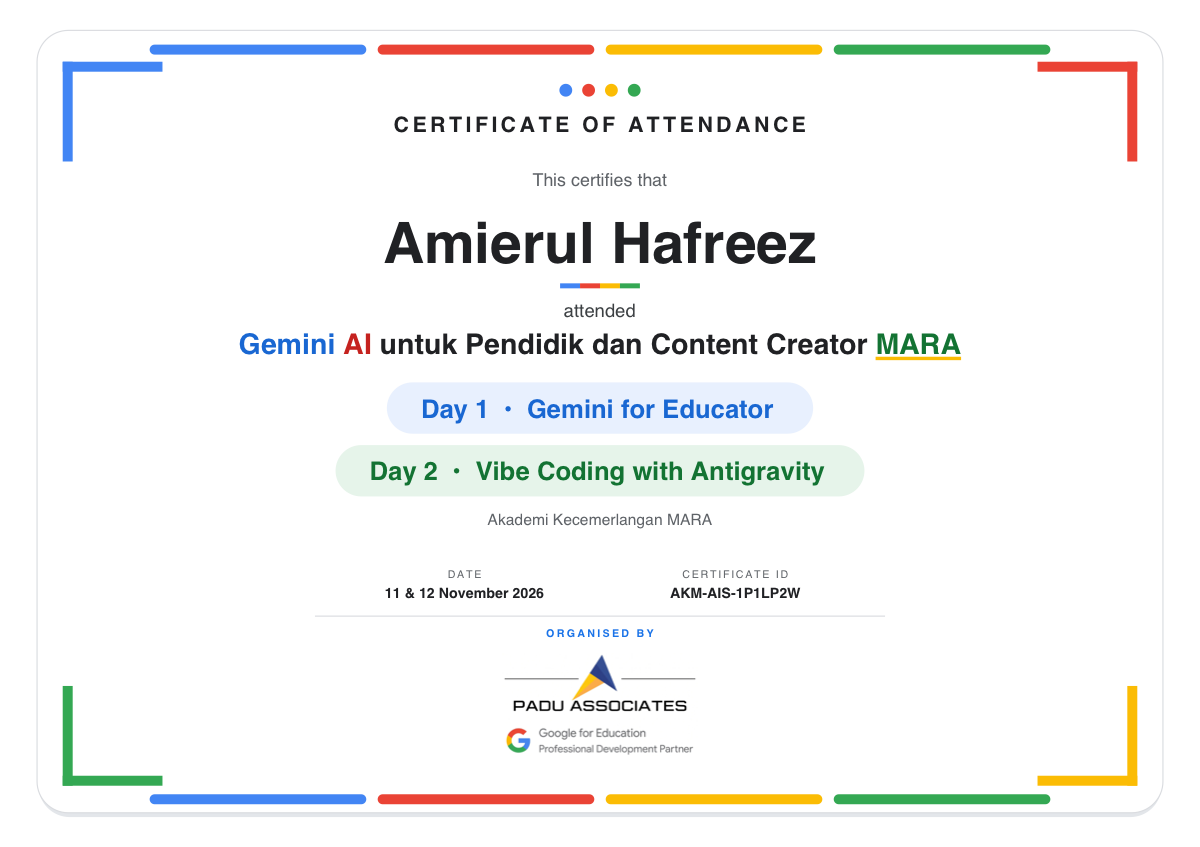 CERTIFICATE OF ATTENDANCE
This certifies that
Amierul Hafreez
attended
Gemini AI untuk Pendidik dan Content Creator MARA
Day 1 • Gemini for Educator
Day 2 • Vibe Coding with Antigravity
Akademi Kecemerlangan MARA
DATE
11 & 12 November 2026
CERTIFICATE ID
AKM-AIS-1P1LP2W
ORGANISED BY
PADU ASSOCIATES
Google for Education
Professional Development Partner